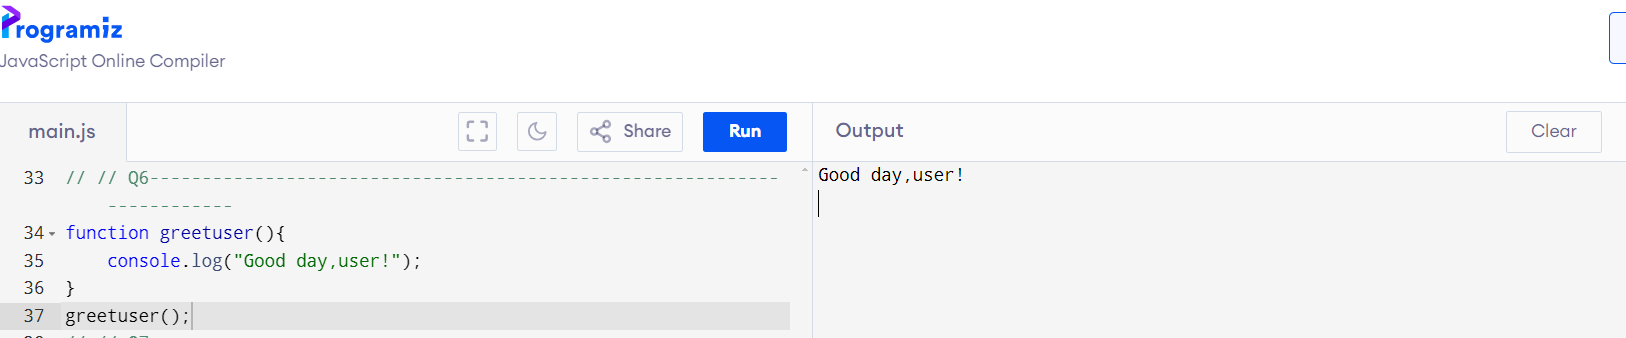 Programiz
JavaScript Online Compiler
main.js
Share
Run
Output
Clear
33 // // Q6------------------------------------------------------------
------------
34 function greetuser(){
35 console.log("Good day,user!");
36 }
37 greetuser();
Good day,user!